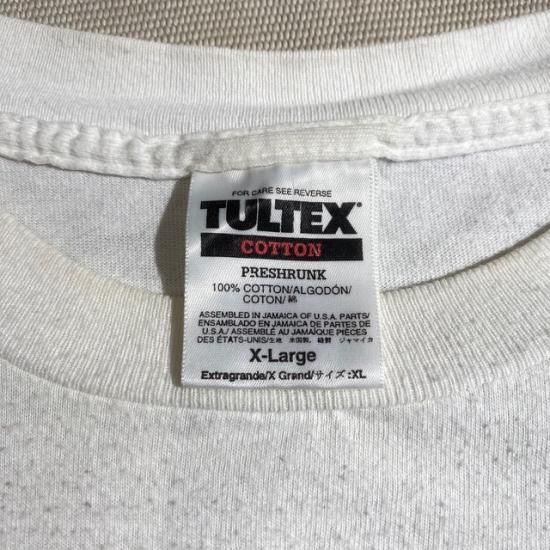 FOR CARE SEE REVERSE
TULTEX®
COTTON
PRESHRUNK
100% COTTON/ALGODÓN/
COTON/綿
ASSEMBLED IN JAMAICA OF U.S.A. PARTS/
ENSAMBLADO EN JAMAICA DE PARTES DE
U.S.A./ ASSEMBLÉ AU JAMAÏQUE PIÈCES
DES ÉTATS-UNIS/生地 米国製, 縫製 ジャマイカ
X-Large
Extragrande/X Grand/サイズ:XL